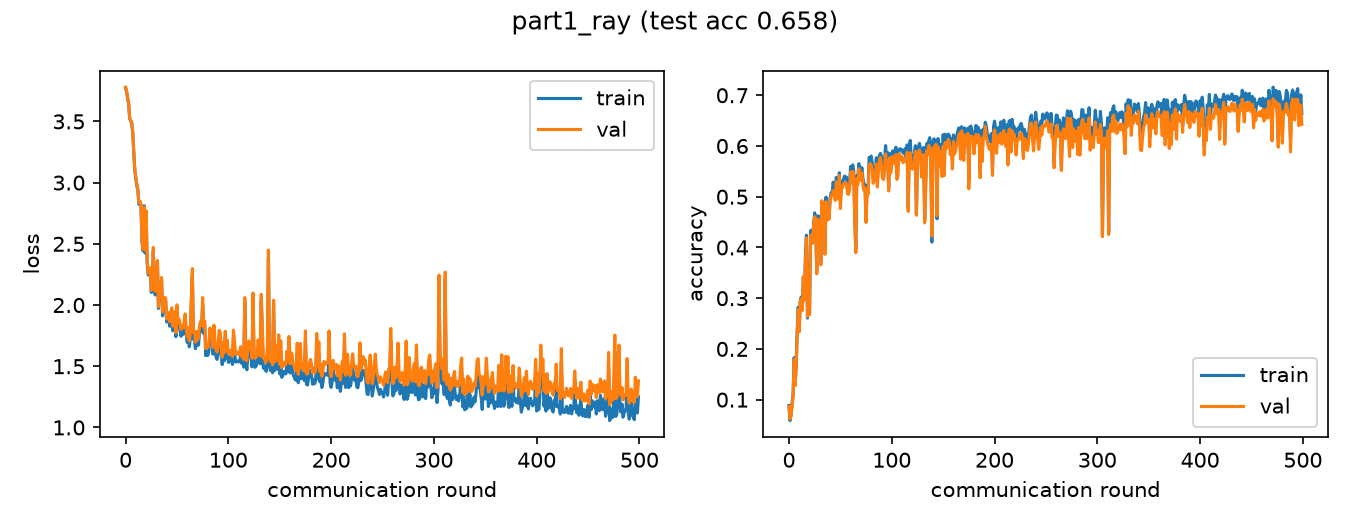 part1_ray (test acc 0.658)
loss
3.5
3.0
2.5
2.0
1.5
1.0
train
val
0 100 200 300 400 500
communication round
accuracy
0.7
0.6
0.5
0.4
0.3
0.2
0.1
train
val
0 100 200 300 400 500
communication round